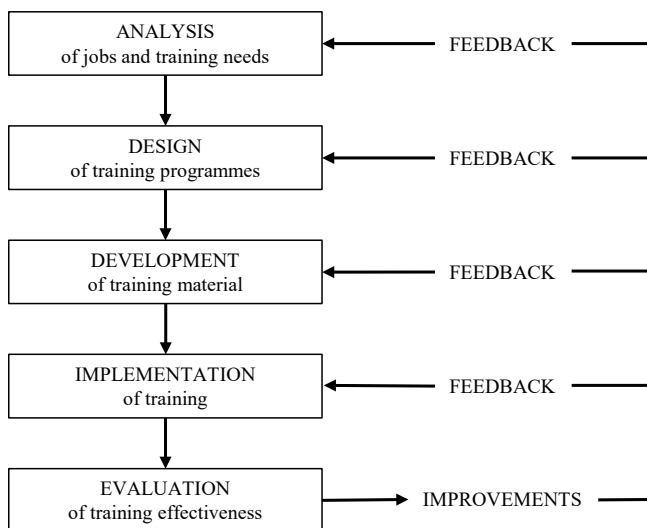 ANALYSIS
of jobs and training needs
FEEDBACK
DESIGN
of training programmes
FEEDBACK
DEVELOPMENT
of training material
FEEDBACK
IMPLEMENTATION
of training
FEEDBACK
EVALUATION
of training effectiveness
IMPROVEMENTS